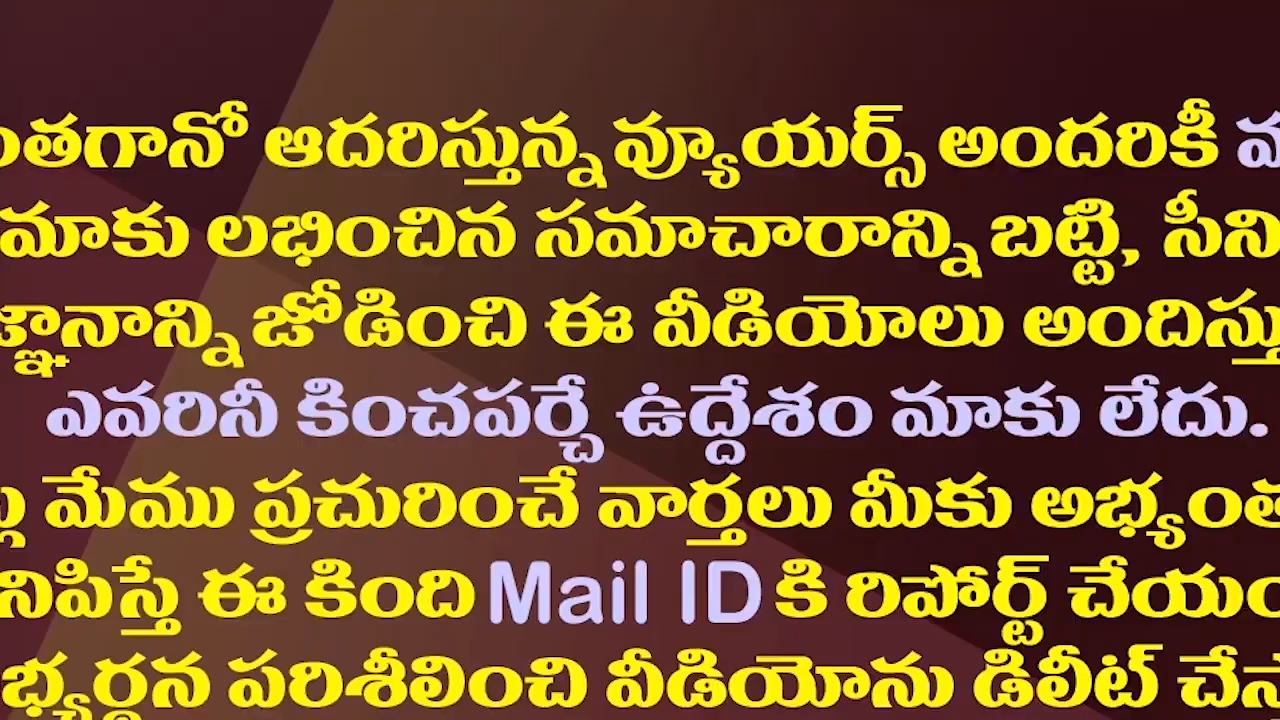 ంతగానో ఆదరిస్తున్న వ్యూయర్స్ అందరికీ
మాకు లభించిన సమాచారాన్ని బట్టి, సీని
జ్ఞానాన్ని జోడించి ఈ వీడియోలు అందిస్తు
ఎవరినీ కించపర్చే ఉద్దేశం మాకు లేదు.
మేము ప్రచురించే వార్తలు మీకు అభ్యంత
నిపిస్తే ఈ కింది Mail ID కి రిపోర్ట్ చేయం
భ్యర్థన పరిశీలించి వీడియోను డిలీట్ చేస